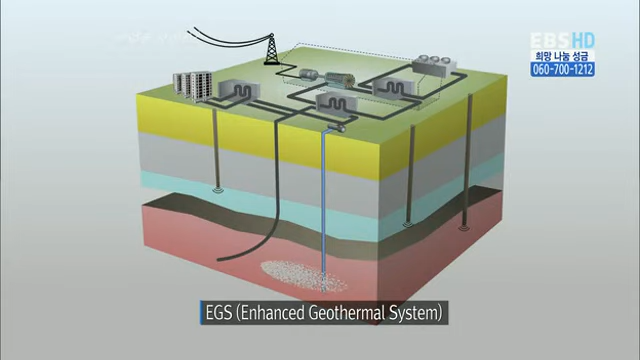 EBS HD
희망 나눔 성금
060-700-1212
EGS (Enhanced Geothermal System)